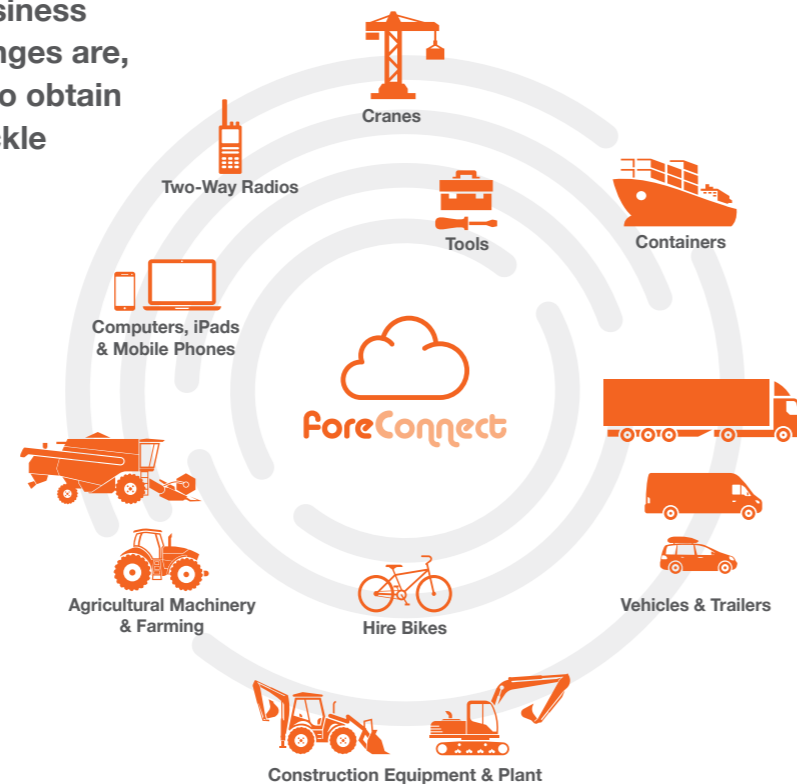 siness
nges are,
o obtain
ckle
Cranes
Two-Way Radios
Tools
Containers
Computers, iPads
& Mobile Phones
foreConnect
Agricultural Machinery
& Farming
Hire Bikes
Vehicles & Trailers
Construction Equipment & Plant